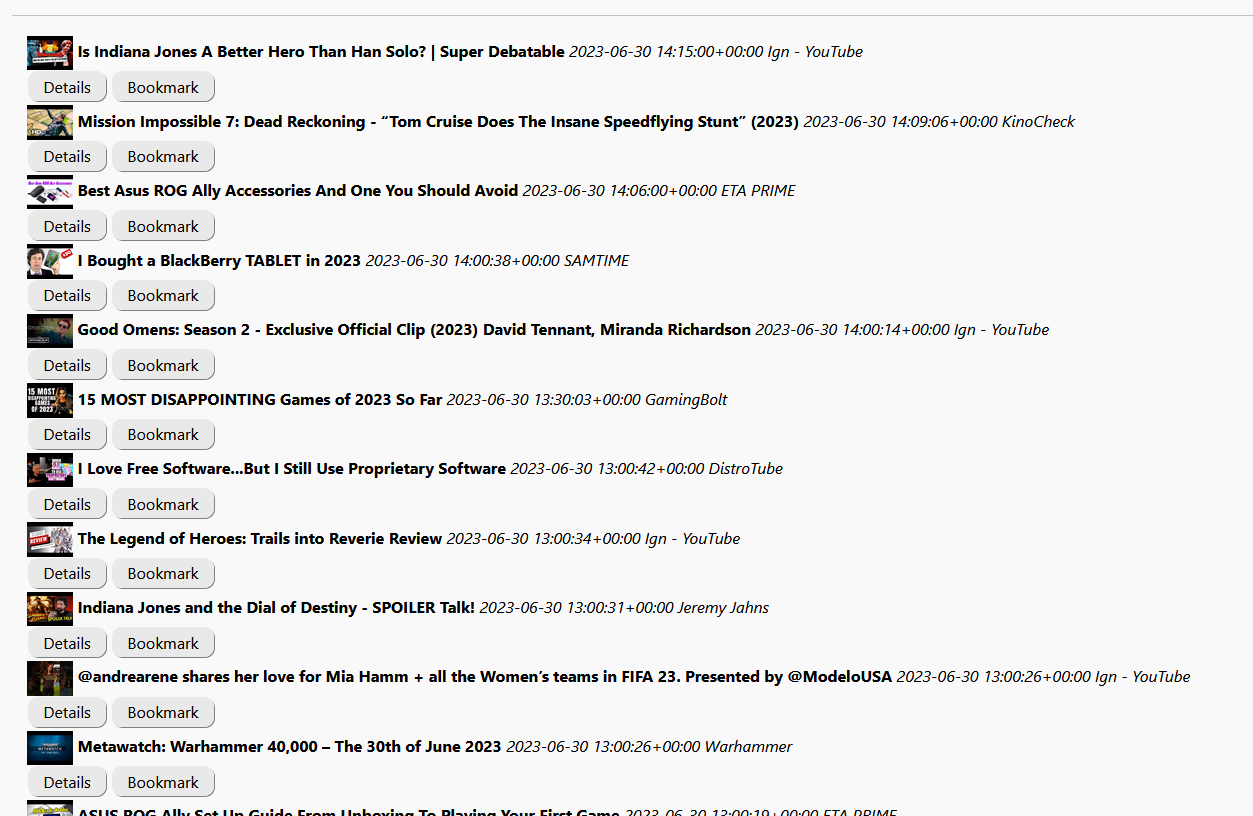 Is Indiana Jones A Better Hero Than Han Solo? | Super Debatable 2023-06-30 14:15:00+00:00 Ign - YouTube
Details Bookmark
Mission Impossible 7: Dead Reckoning - “Tom Cruise Does The Insane Speedflying Stunt” (2023) 2023-06-30 14:09:06+00:00 KinoCheck
Details Bookmark
Best Asus ROG Ally Accessories And One You Should Avoid 2023-06-30 14:06:00+00:00 ETA PRIME
Details Bookmark
I Bought a BlackBerry TABLET in 2023 2023-06-30 14:00:38+00:00 SAMTIME
Details Bookmark
Good Omens: Season 2 - Exclusive Official Clip (2023) David Tennant, Miranda Richardson 2023-06-30 14:00:14+00:00 Ign - YouTube
Details Bookmark
15 MOST DISAPPOINTING GAMES OF 2023
15 MOST DISAPPOINTING Games of 2023 So Far 2023-06-30 13:30:03+00:00 GamingBolt
Details Bookmark
I Love Free Software...But I Still Use Proprietary Software 2023-06-30 13:00:42+00:00 DistroTube
Details Bookmark
REVIEW
The Legend of Heroes: Trails into Reverie Review 2023-06-30 13:00:34+00:00 Ign - YouTube
Details Bookmark
Indiana Jones and the Dial of Destiny - SPOILER Talk! 2023-06-30 13:00:31+00:00 Jeremy Jahns
Details Bookmark
@andrearene shares her love for Mia Hamm + all the Women’s teams in FIFA 23. Presented by @ModeloUSA 2023-06-30 13:00:26+00:00 Ign - YouTube
Details Bookmark
Metawatch: Warhammer 40,000 – The 30th of June 2023 2023-06-30 13:00:26+00:00 Warhammer
Details Bookmark
ASUS ROG Ally Set Up Guide From Unboxing To Playing Your First Game 2023-06-30 13:00:19+00:00 ETA PRIME